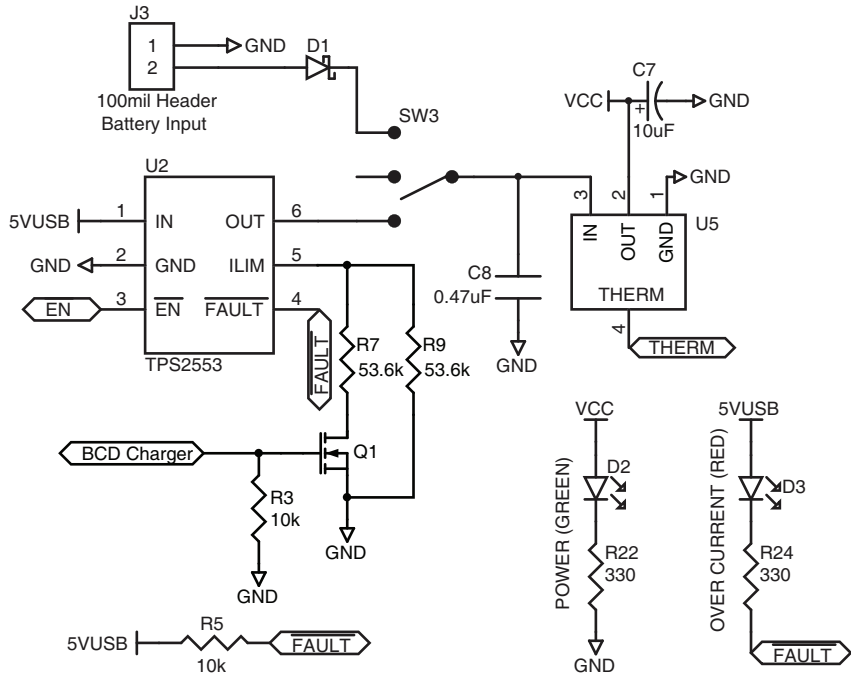 J3
1
2
GND
D1
100mil Header
Battery Input
SW3
C7
VCC
+
10uF
GND
U2
5VUSB
1
IN
OUT
6
GND
2
GND
ILIM
5
EN
3
EN
FAULT
4
TPS2553
FAULT
R7
53.6k
R9
53.6k
C8
0.47uF
GND
3
2
1
GND
IN
OUT
GND
U5
THERM
4
THERM
BCD Charger
Q1
R3
10k
GND
GND
5VUSB
R5
10k
FAULT
VCC
POWER (GREEN)
D2
R22
330
GND
5VUSB
OVER CURRENT (RED)
D3
R24
330
FAULT